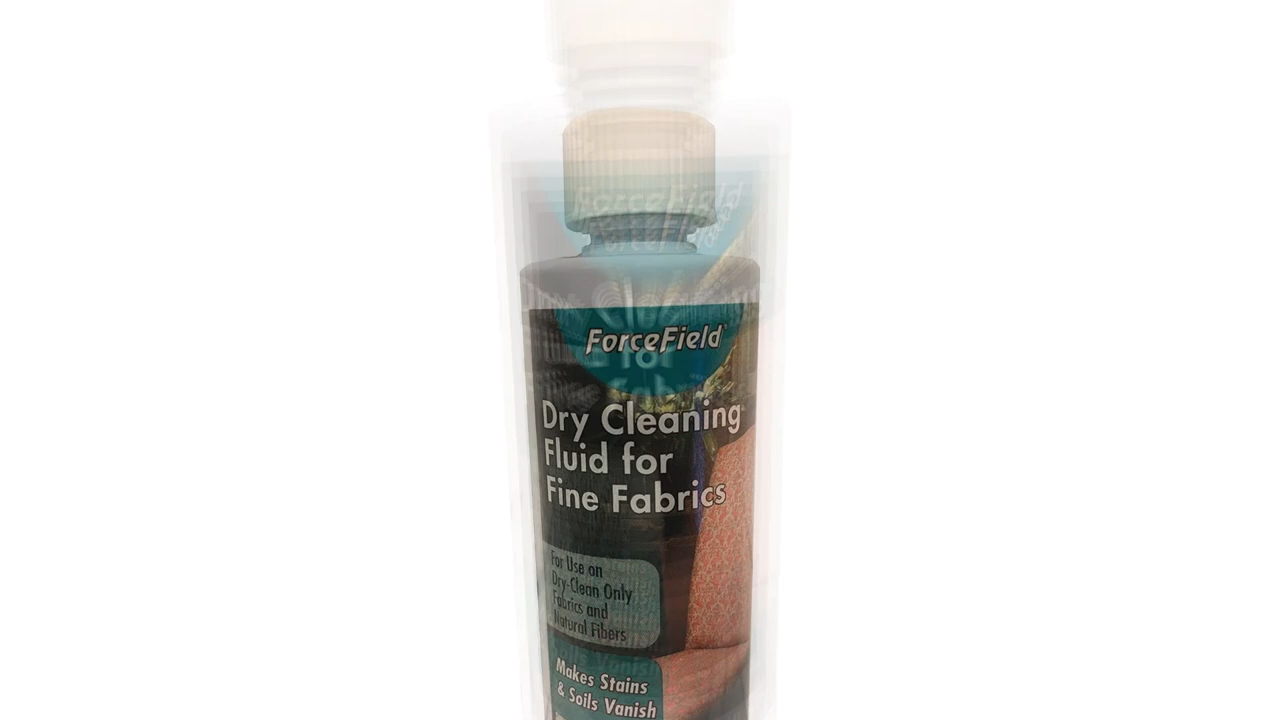 ForceField
Dry Cleaning
Fluid for
Fine Fabrics
For Use on
Dry-Clean Only
Fabrics and
Natural Fibers
Makes Stains
& Soils Vanish